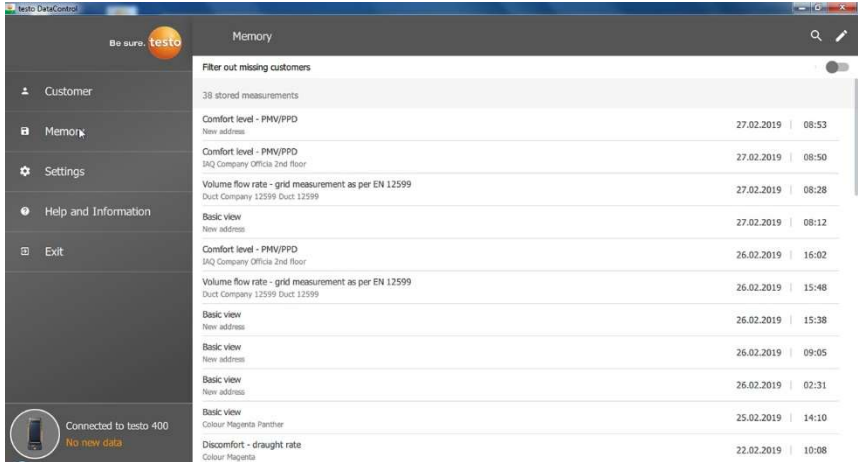 testo DataControl
Be sure. testo
Memory
Filter out missing customers
Customer
38 stored measurements
Memory
Settings
Help and Information
Exit
Comfort level - PMV/PPD
New address
27.02.2019 | 08:53
Comfort level - PMV/PPD
IAQ Company Officia 2nd floor
27.02.2019 | 08:50
Volume flow rate - grid measurement as per EN 12599
Duct Company 12599 Duct 12599
27.02.2019 | 08:28
Basic view
New address
27.02.2019 | 08:12
Comfort level - PMV/PPD
IAQ Company Officia 2nd floor
26.02.2019 | 16:02
Volume flow rate - grid measurement as per EN 12599
Duct Company 12599 Duct 12599
26.02.2019 | 15:48
Basic view
New address
26.02.2019 | 15:38
Basic view
New address
26.02.2019 | 09:05
Basic view
New address
26.02.2019 | 02:31
Basic view
Colour Magenta Panther
25.02.2019 | 14:10
Discomfort - draught rate
Colour Magenta
22.02.2019 | 10:08
Connected to testo 400
No new data